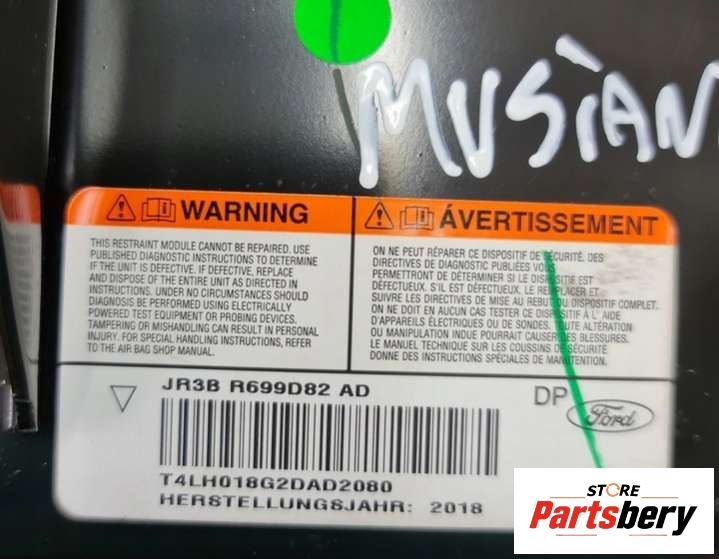 MUSTAN
WARNING
THIS RESTRAINT MODULE CANNOT BE REPAIRED. USE
PUBLISHED DIAGNOSTIC INSTRUCTIONS TO DETERMINE
IF THE UNIT IS DEFECTIVE. IF DEFECTIVE, REPLACE
AND DISPOSE OF THE ENTIRE UNIT AS DIRECTED IN
INSTRUCTIONS. UNDER NO CIRCUMSTANCES SHOULD
DIAGNOSIS BE PERFORMED USING ELECTRICALLY
POWERED TEST EQUIPMENT OR PROBING DEVICES.
TAMPERING OR MISHANDLING CAN RESULT IN PERSONAL
INJURY. FOR SPECIAL HANDLING INSTRUCTIONS, REFER
TO THE AIR BAG SHOP MANUAL.
ÁVERTISSEMENT
ON NE PEUT RÉPARER CE DISPOSITIF DE SÉCURITÉ. DES
DIRECTIVES DE DIAGNOSTIC PUBLIÉES VOUS
PERMETTRONT DE DÉTERMINER SI LE DISPOSITIF EST
DÉFECTUEUX. S'IL EST DÉFECTUEUX, LE REMPLACER ET
SUIVRE LES DIRECTIVES DE MISE AU REBUT DU DISPOSITIF COMPLET.
ON NE DOIT EN AUCUN CAS TESTER CE DISPOSITIF À L' AIDE
D'APPAREILS ÉLECTRIQUES OU DE SONDES. TOUTE ALTÉRATION
OU MANIPULATION INDUE POURRAIT CAUSER DES BLESSURES.
LE MANUEL TECHNIQUE SUR LES COUSSINS DE SÉCURITÉ
DONNE DES INSTRUCTIONS SPÉCIALES DE MANUTENTION.
JR3B R699D82 AD
DP
Ford
T4LH018G2DAD2080
HERSTELLUNGSJAHR: 2018
STORE
Partsbery